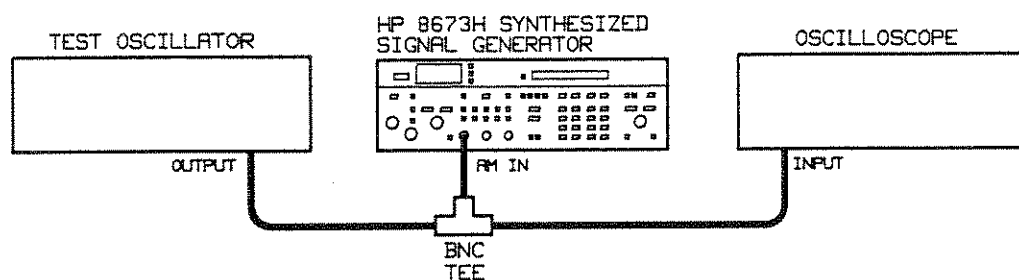 TEST OSCILLATOR
HP 8673H SYNTHESIZED
SIGNAL GENERATOR
OSCILLOSCOPE
OUTPUT
AM IN
INPUT
BNC
TEE